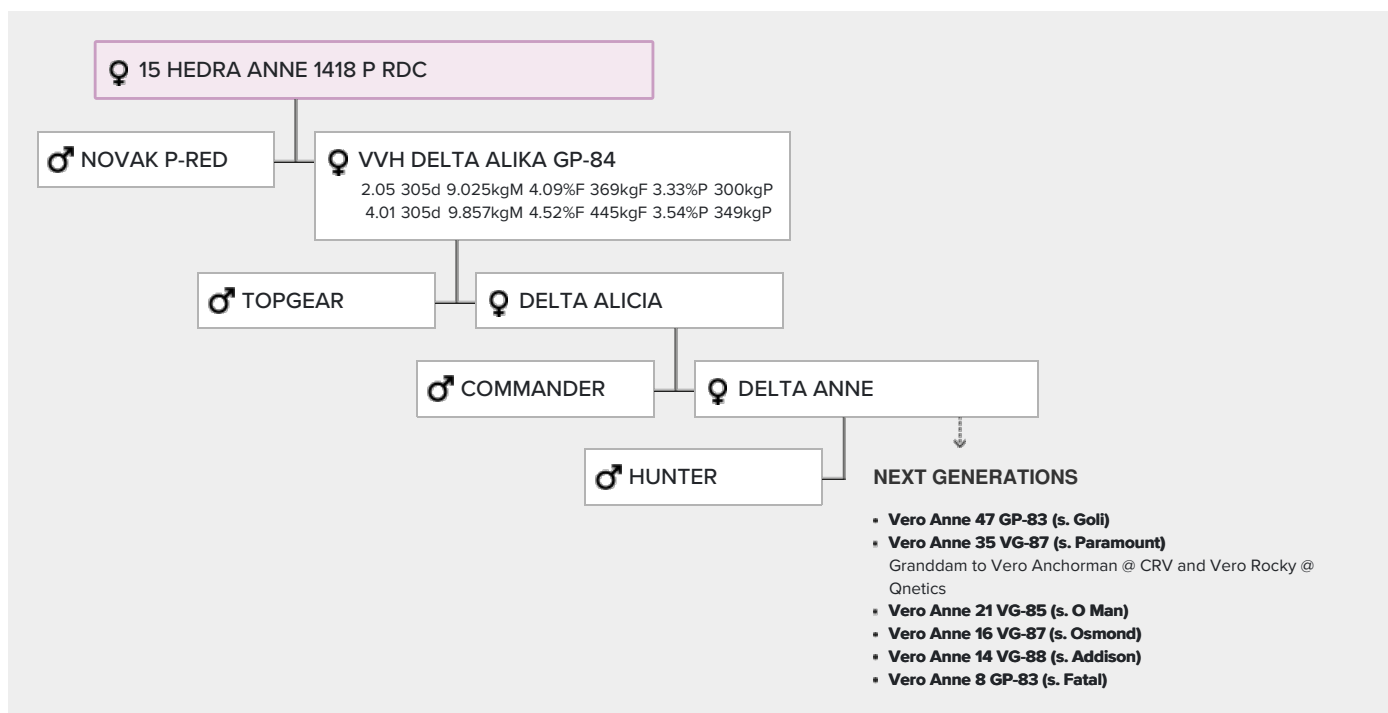 15 HEDRA ANNE 1418 P RDC
NOVAK P-RED
VVH DELTA ALIKA GP-84
2.05 305d 9.025kgM 4.09%F 369kgF 3.33%P 300kgP
4.01 305d 9.857kgM 4.52%F 445kgF 3.54%P 349kgP
TOPGEAR
DELTA ALICIA
COMMANDER
DELTA ANNE
HUNTER
NEXT GENERATIONS
Vero Anne 47 GP-83 (s. Goli)
Vero Anne 35 VG-87 (s. Paramount)
Granddam to Vero Anchorman @ CRV and Vero Rocky @
Qnetics
Vero Anne 21 VG-85 (s. O Man)
Vero Anne 16 VG-87 (s. Osmond)
Vero Anne 14 VG-88 (s. Addison)
Vero Anne 8 GP-83 (s. Fatal)